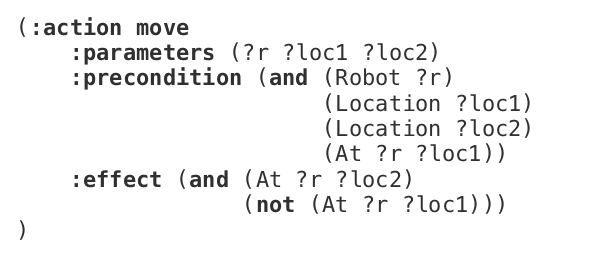 (:action move
    :parameters (?r ?loc1 ?loc2)
    :precondition (and (Robot ?r)
                       (Location ?loc1)
                       (Location ?loc2)
                       (At ?r ?loc1))
    :effect (and (At ?r ?loc2)
                 (not (At ?r ?loc1)))
)